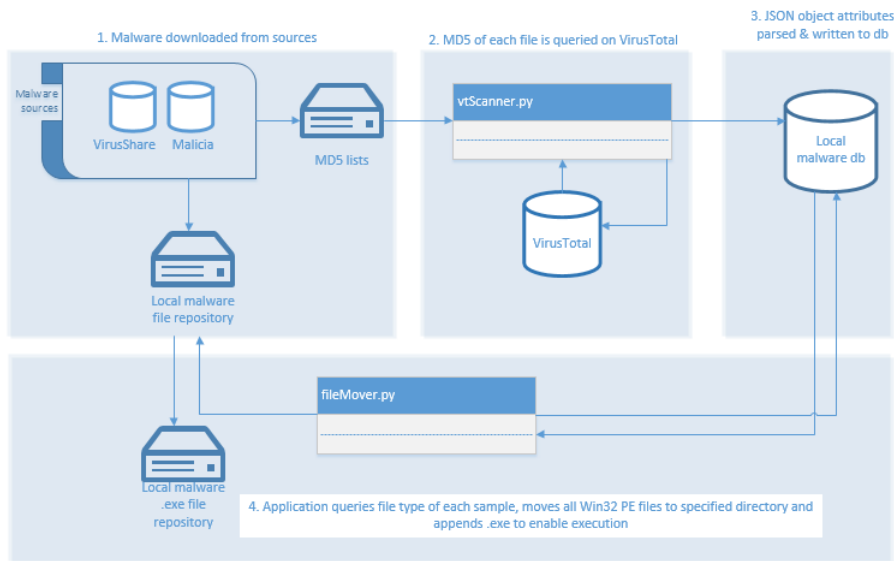 3. JSON object attributes
parsed & written to db
1. Malware downloaded from sources
2. MD5 of each file is queried on VirusTotal
Malware
sources
VirusShare
Malicia
MD5 lists
vtScanner.py
Local
malware db
VirusTotal
Local malware
file repository
fileMover.py
Local malware
.exe file
repository
4. Application queries file type of each sample, moves all Win32 PE files to specified directory and
appends .exe to enable execution